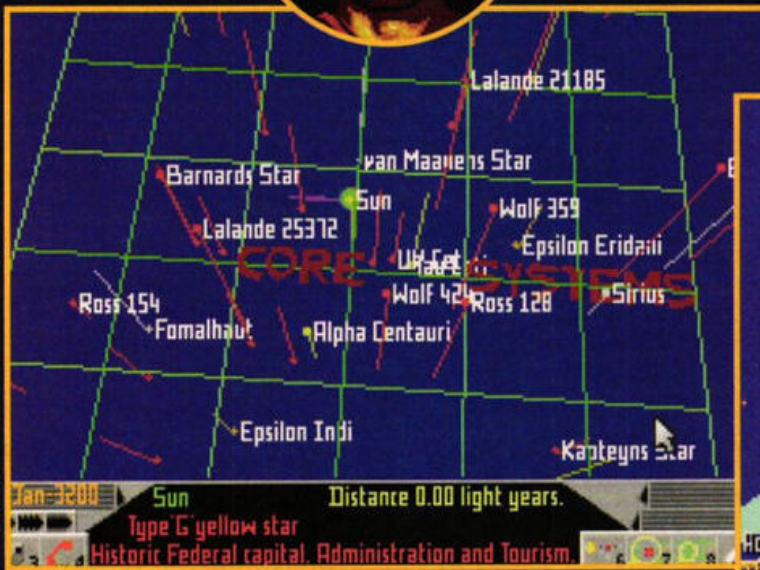 Lalande 21185
van Maanens Star
Barnards Star
Sun
Wolf 359
Lalande 25372
Epsilon Eridani
CORE SYSTEMS
UV Cet
Wolf 424
Ross 128
Sirius
Ross 154
Fomalhaut
Alpha Centauri
Epsilon Indi
Kapteyns Star
Jan-3200
Sun
Distance 0.00 light years.
Type 'G' yellow star
Historic Federal capital. Administration and Tourism.